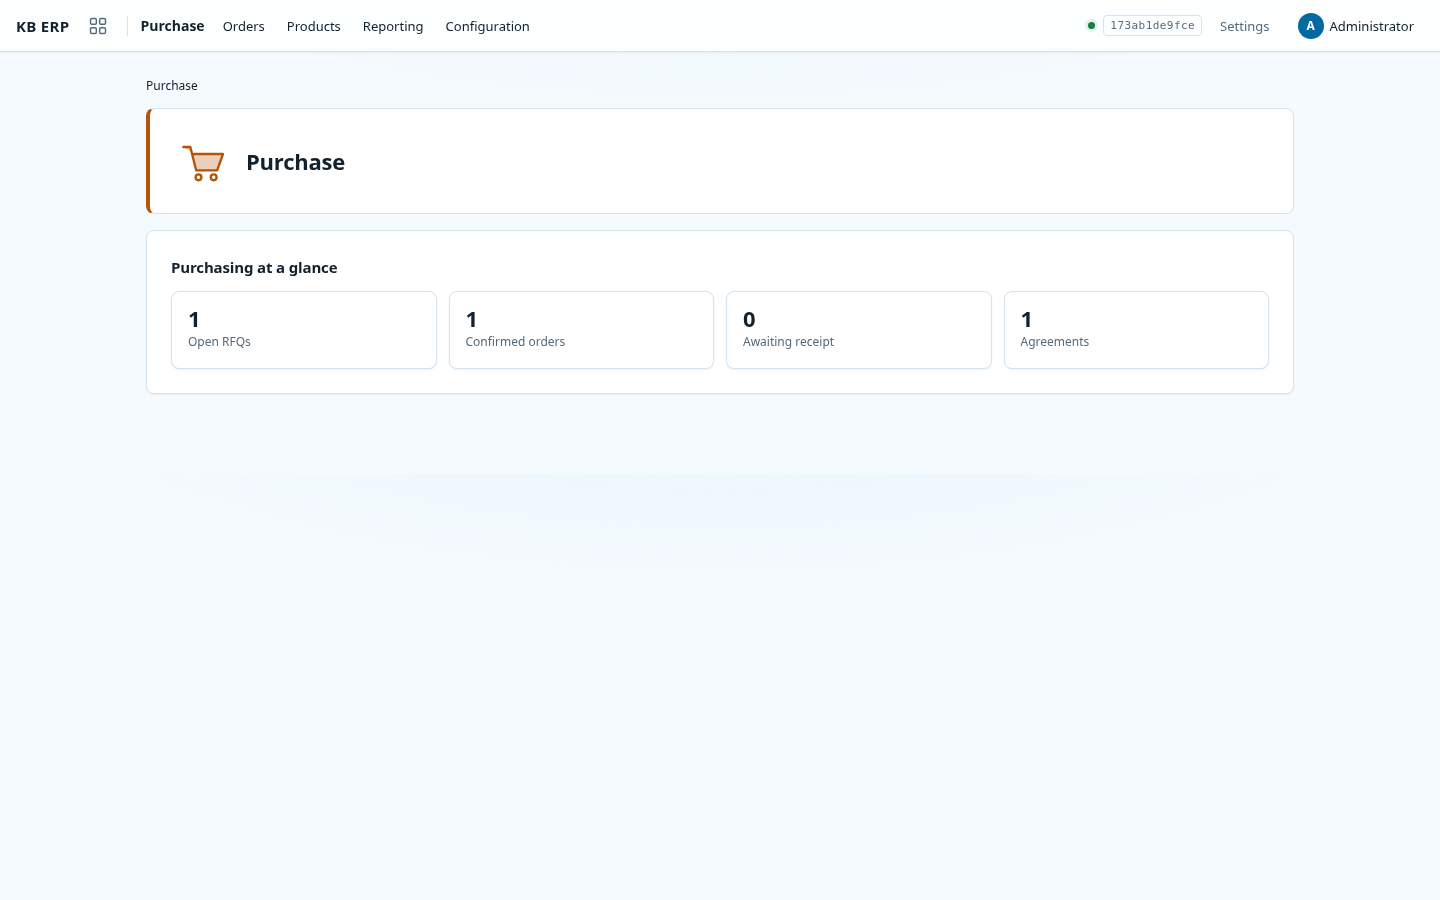 KB ERP Purchase Orders Products Reporting Configuration 173ab1de9fce Settings A Administrator
Purchase
Purchase
Purchasing at a glance
1 1 0 1
Open RFQs Confirmed orders Awaiting receipt Agreements